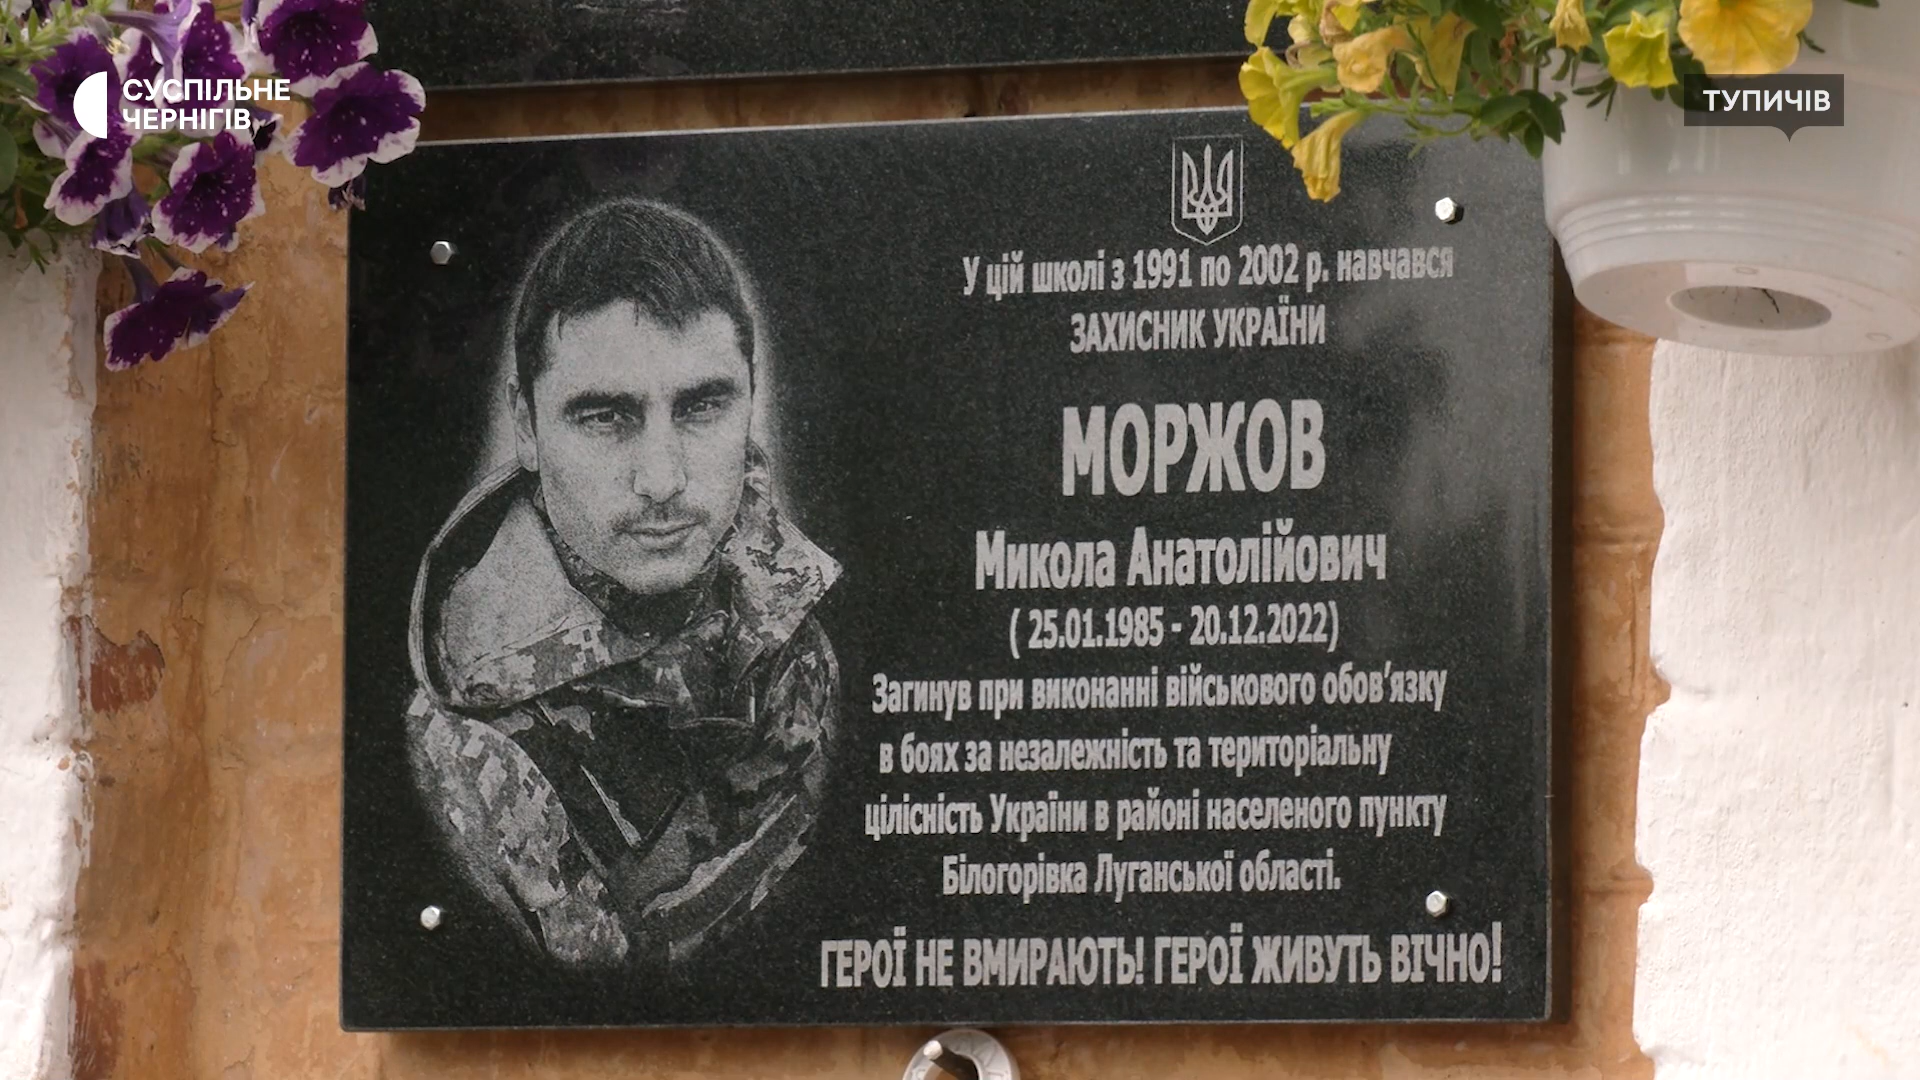 СУСПІЛЬНЕ
ЧЕРНІГІВ
ТУПИЧІВ
У цій школі з 1991 по 2002 р. навчався
ЗАХИСНИК УКРАЇНИ
МОРЖОВ
Микола Анатолійович
( 25.01.1985 - 20.12.2022)
Загинув при виконанні військового обов’язку
в боях за незалежність та територіальну
цілісність України в районі населеного пункту
Білогорівка Луганської області.
ГЕРОЇ НЕ ВМИРАЮТЬ! ГЕРОЇ ЖИВУТЬ ВІЧНО!